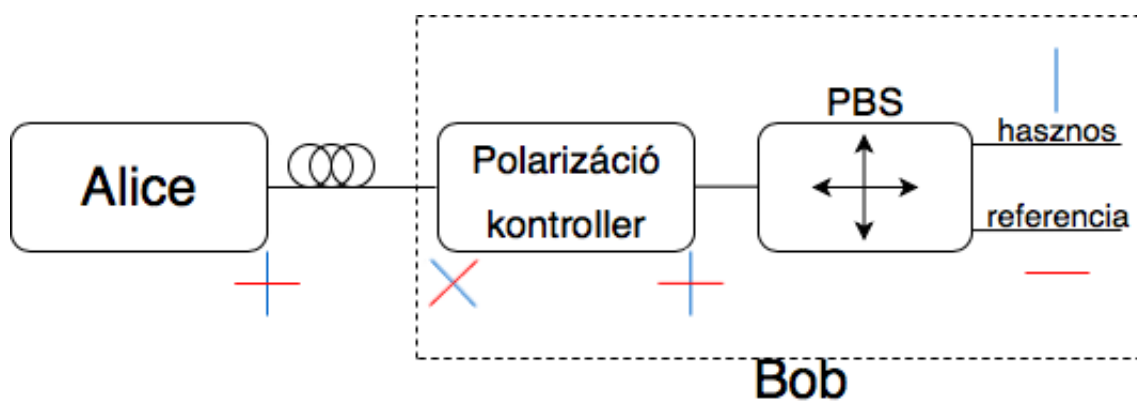 Alice
Polarizáció
kontroller
PBS
hasznos
referencia
Bob